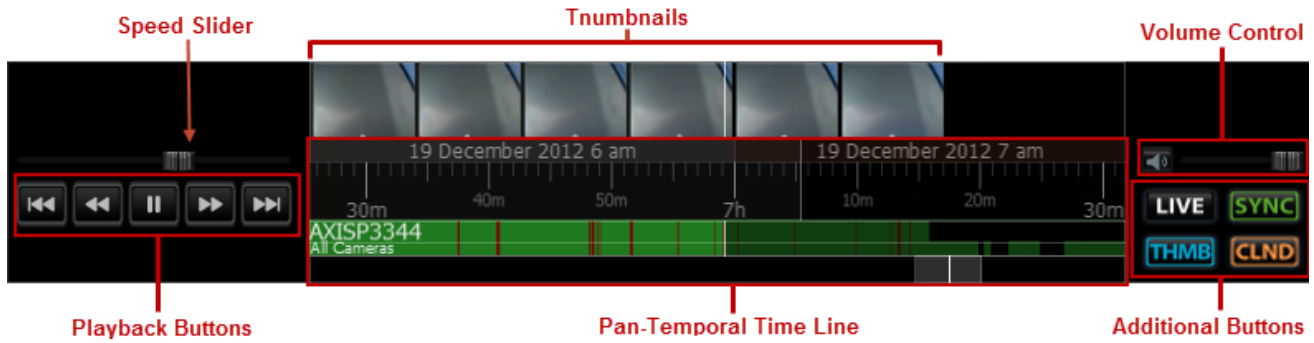 Tnumbnails
Speed Slider
Volume Control
19 December 2012 6 am
19 December 2012 7 am
30m
40m
50m
7h
10m
20m
30m
AXISP3344
All Cameras
LIVE
SYNC
THMB
CLND
Playback Buttons
Pan-Temporal Time Line
Additional Buttons